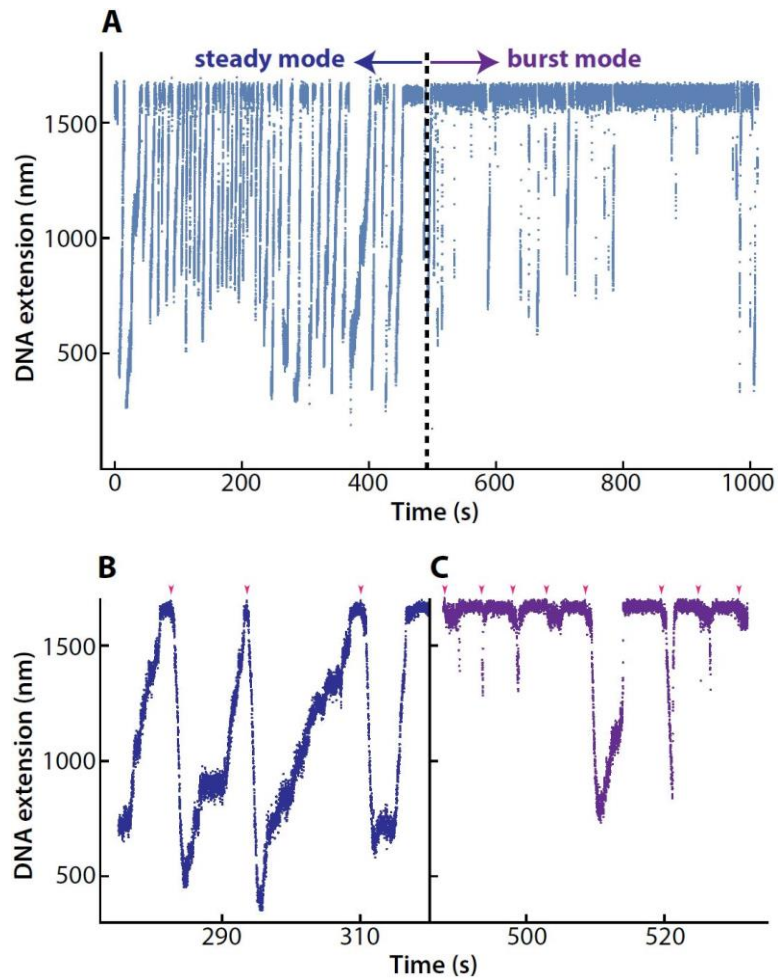 A
steady mode burst mode
DNA extension (nm)
1500
1000
500
0 200 400 600 800 1000
Time (s)
B C
DNA extension (nm)
1500
1000
500
290 310 500 520
Time (s) Time (s)